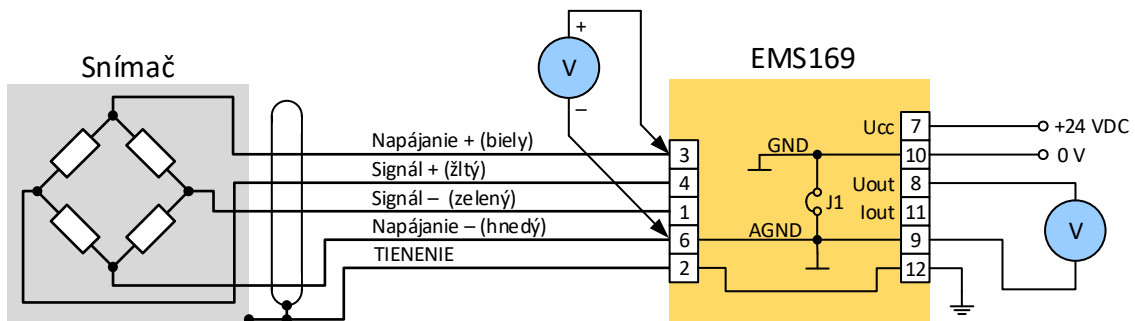 Snímač
EMS169
+
V
–
Napájanie + (biely)
Signál + (žltý)
Signál – (zelený)
Napájanie – (hnedý)
TIENENIE
3
4
1
6
2
GND
AGND
J1
Ucc
Uout
Iout
7
10
8
11
9
12
+24 VDC
0 V
V